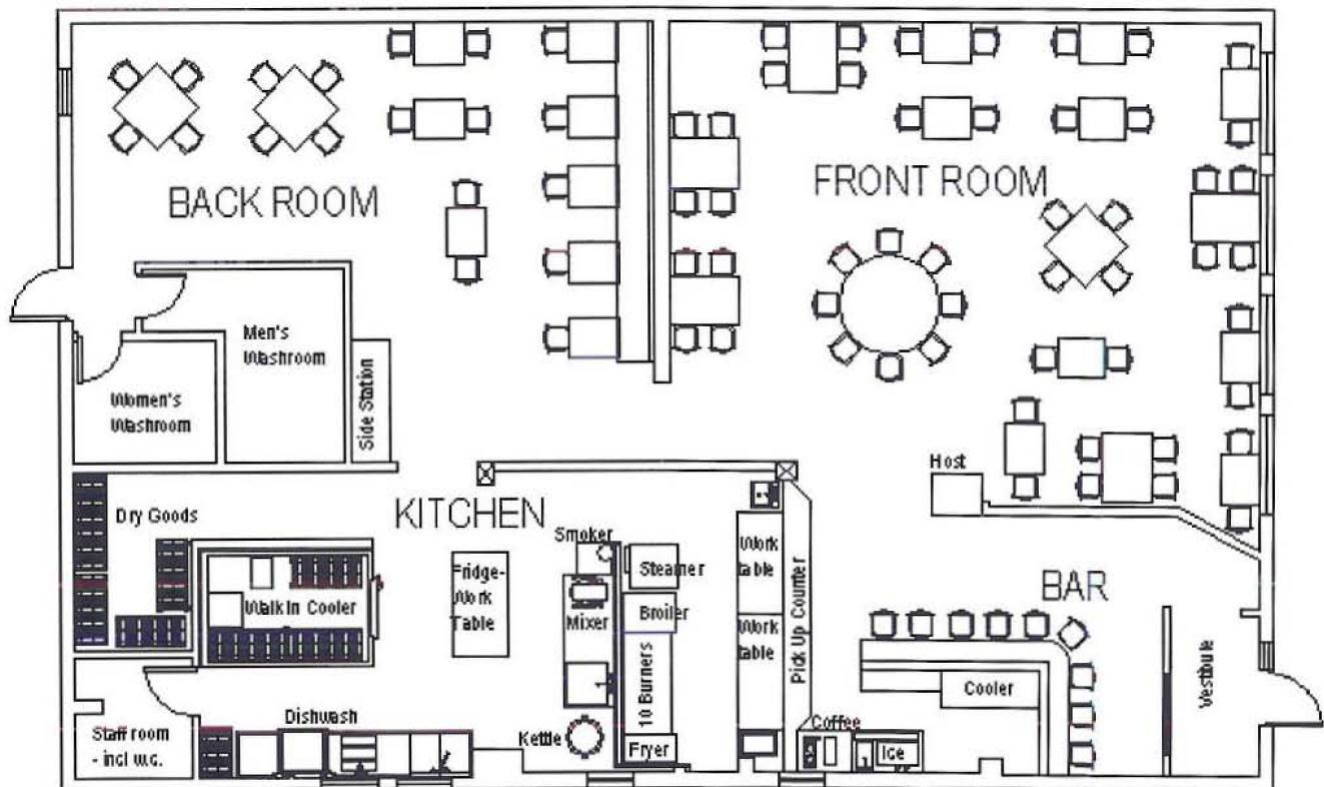 BACK ROOM
FRONT ROOM
Men's
Washroom
Women's
Washroom
Side Station
Host
Dry Goods
KITCHEN
Smoker
Steamer
Work
table
Fridge-
Work
Table
Walk In Cooler
Mixer
Broiler
Work
table
Pick Up Counter
10 Burners
BAR
Cooler
Vestibule
Dishwash
Kettle
Fryer
Coffee
Ice
Staff room
- incl w.c.